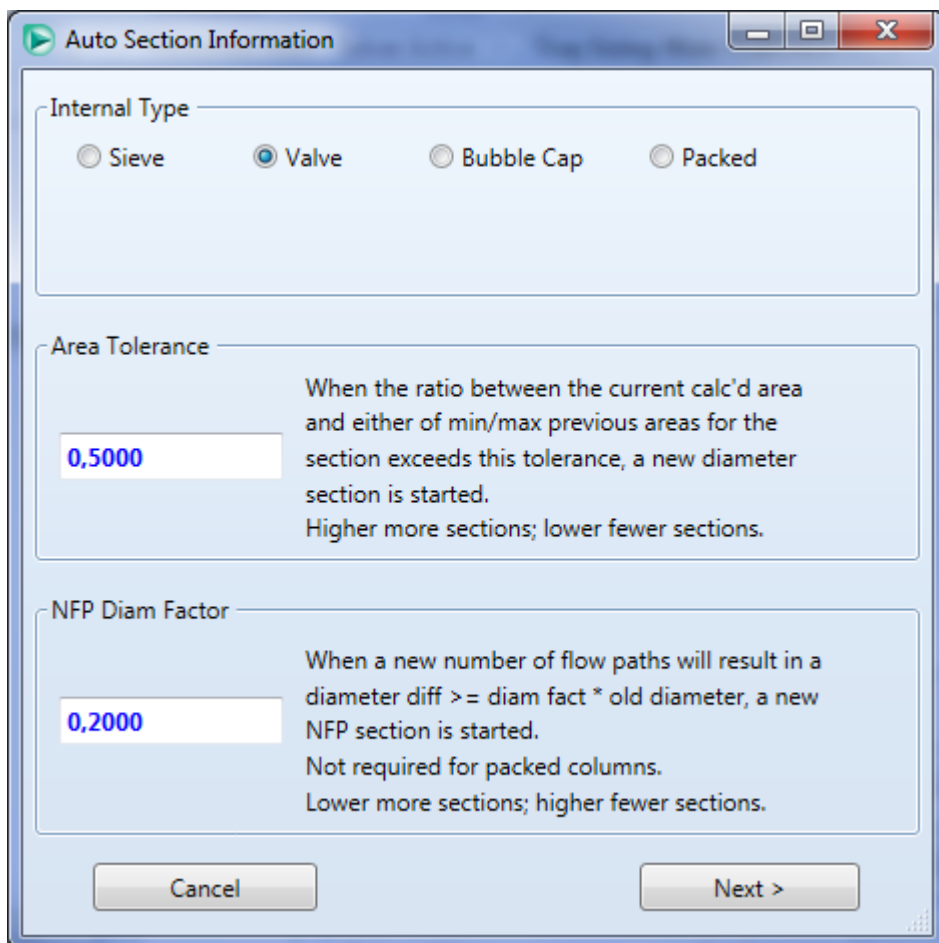 Auto Section Information
Internal Type
Sieve
Valve
Bubble Cap
Packed
Area Tolerance
0,5000
When the ratio between the current calc'd area
and either of min/max previous areas for the
section exceeds this tolerance, a new diameter
section is started.
Higher more sections; lower fewer sections.
NFP Diam Factor
0,2000
When a new number of flow paths will result in a
diameter diff >= diam fact * old diameter, a new
NFP section is started.
Not required for packed columns.
Lower more sections; higher fewer sections.
Cancel
Next >